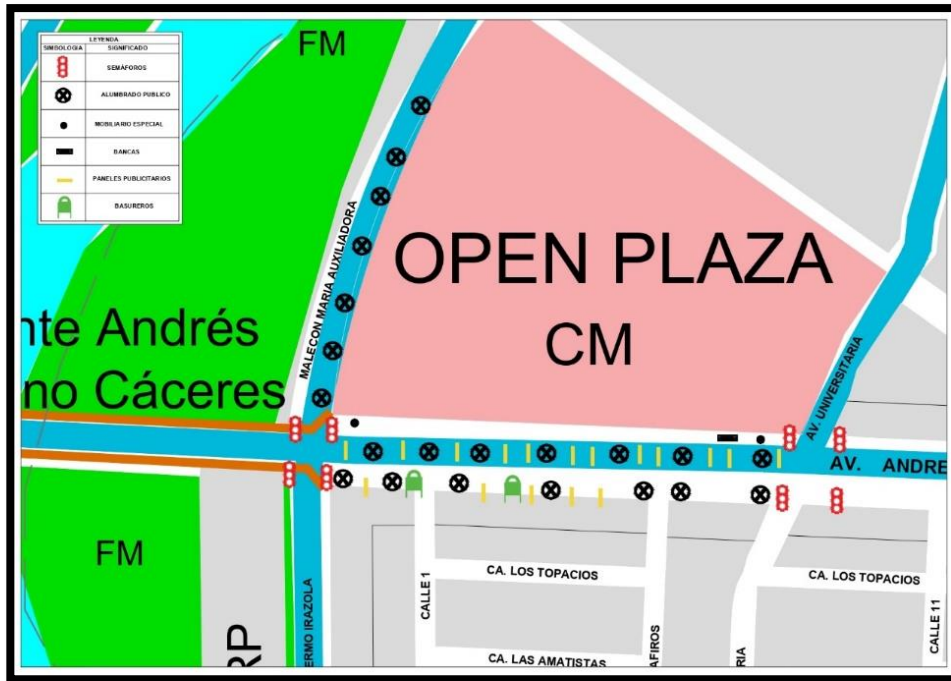 LEYENDA
SIMBOLOGIA SIGNIFICADO
SEMÁFOROS
ALUMBRADO PUBLICO
MOBILIARIO ESPECIAL
BANCAS
PANELES PUBLICITARIOS
BASUREROS
FM
MALECON MARIA AUXILIADORA
OPEN PLAZA
CM
nte Andrés
no Cáceres
AV. UNIVERSITARIA
AV. ANDRE
FM
RP
ERMO IRAZOLA
CALLE 1
CA. LOS TOPACIOS
CA. LAS AMATISTAS
AFIROS
RIA
CA. LOS TOPACIOS
CALLE 11